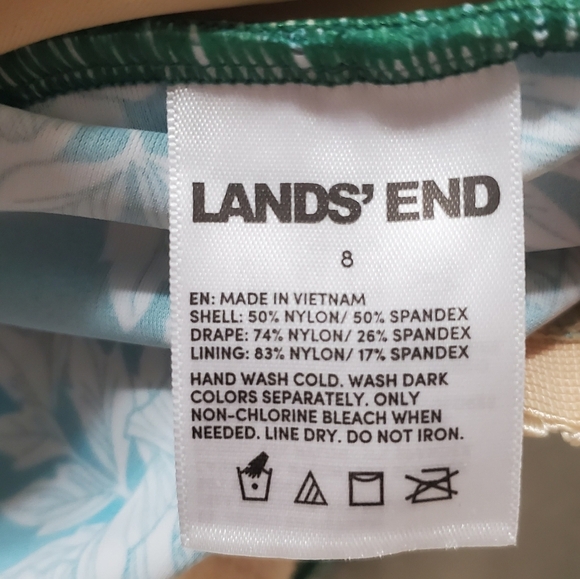 LANDS' END
8
EN: MADE IN VIETNAM
SHELL: 50% NYLON/ 50% SPANDEX
DRAPE: 74% NYLON/ 26% SPANDEX
LINING: 83% NYLON/ 17% SPANDEX
HAND WASH COLD. WASH DARK
COLORS SEPARATELY. ONLY
NON-CHLORINE BLEACH WHEN
NEEDED. LINE DRY. DO NOT IRON.